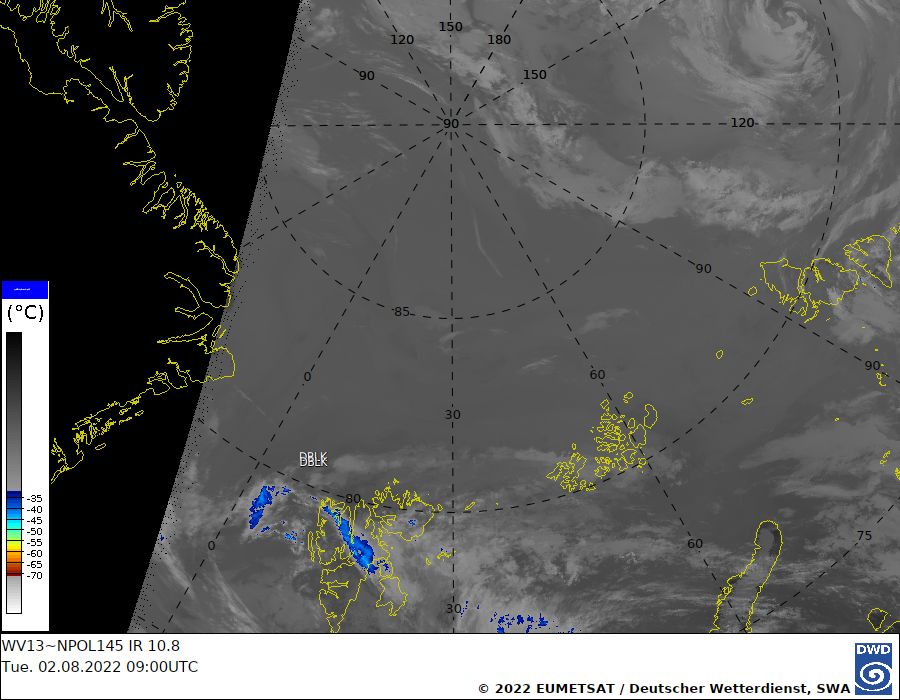 150
120 180
90 150
90 120
90
85
0 60 90
30
DBLK
DBLK
80
0 60 75
30
(°C)
-35
-40
-45
-50
-55
-60
-65
-70
WV13~NPOL145 IR 10.8
Tue. 02.08.2022 09:00UTC
DWD
© 2022 EUMETSAT / Deutscher Wetterdienst, SWA